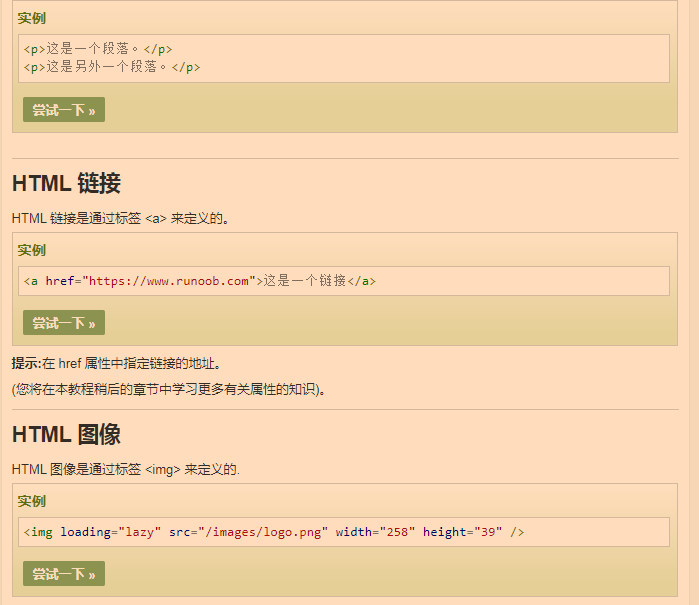 实例
<p>这是一个段落。</p>
<p>这是另外一个段落。</p>
尝试一下 »
HTML 链接
HTML 链接是通过标签 <a> 来定义的。
实例
<a href="https://www.runoob.com">这是一个链接</a>
尝试一下 »
提示:在 href 属性中指定链接的地址。
(您将在本教程稍后的章节中学习更多有关属性的知识)。
HTML 图像
HTML 图像是通过标签 <img> 来定义的.
实例
<img loading="lazy" src="/images/logo.png" width="258" height="39" />
尝试一下 »